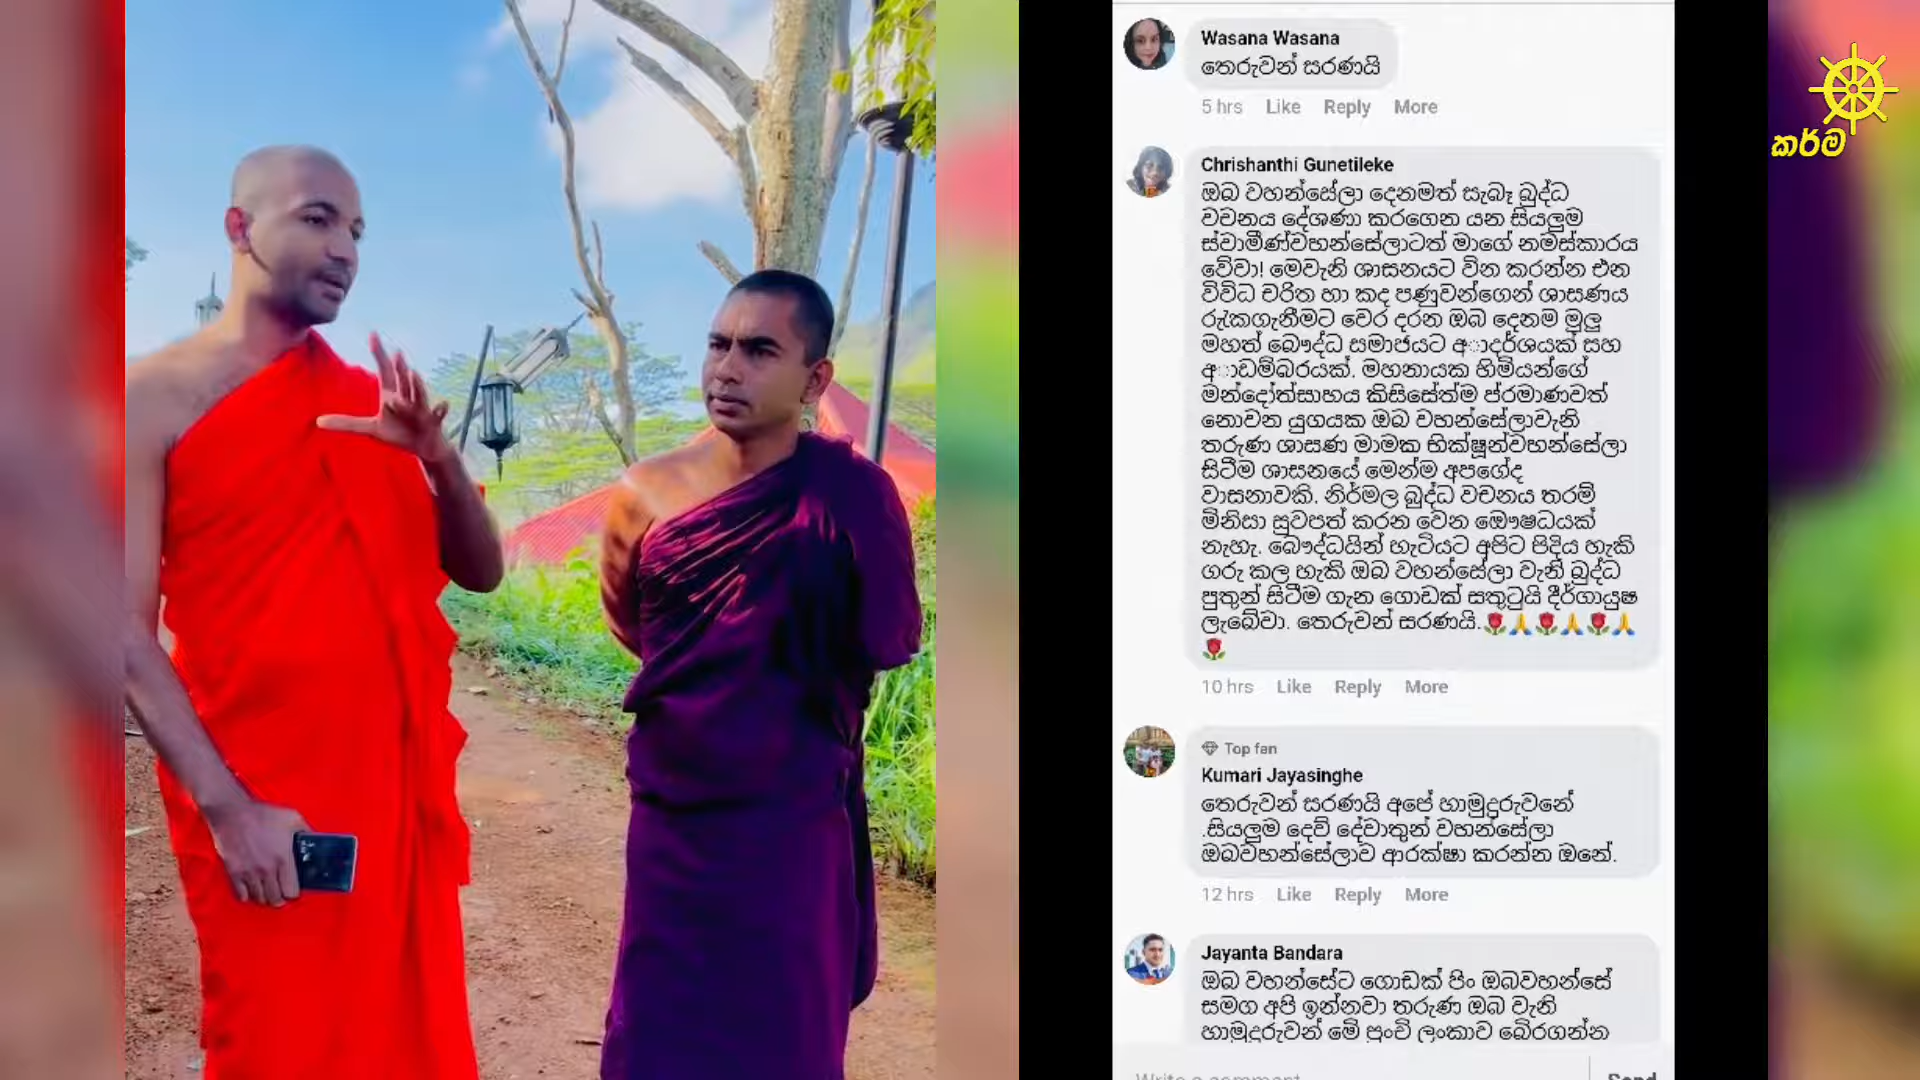 Wasana Wasana
තෙරුවන් සරණයි
5 hrs Like Reply More
Chrishanthi Gunetileke
ඔබ වහන්සේලා දෙනමත් සැබෑ බුද්ධ
වචනය දේශණා කරගෙන යන සියලුම
ස්වාමීණ්වහන්සේලාටත් මාගේ නමස්කාරය
වේවා! මෙවැනි ශාසනයට වින කරන්න එන
විවිධ චරිත හා කද පණුවන්ගෙන් ශාසණය
රැකගැනීමට වෙර දරන ඔබ දෙනම මුලු
මහත් බෞද්ධ සමාජයට අාදර්ශයක් සහ
අාඩම්බරයක්. මහනායක හිමියන්ගේ
මන්දෝත්සාහය කිසිසේත්ම ප්රමාණවත්
නොවන යුගයක ඔබ වහන්සේලාවැනි
තරුණ ශාසණ මාමක භික්ෂූන්වහන්සේලා
සිටීම ශාසනයේ මෙන්ම අපගේද
වාසනාවකි. නිර්මල බුද්ධ වචනය තරම්
මිනිසා සුවපත් කරන වෙන ඖෂධයක්
නැහැ. බෞද්ධයින් හැටියට අපිට පිදිය හැකි
ගරු කල හැකි ඔබ වහන්සේලා වැනි බුද්ධ
පුතුන් සිටීම ගැන ගොඩක් සතුටුයි දීර්ගායුෂ
ලැබේවා. තෙරුවන් සරණයි.🌹🙏🌹🙏🌹🙏
🌹
10 hrs Like Reply More
Top fan
Kumari Jayasinghe
තෙරුවන් සරණයි අපේ හාමුදුරුවනේ
.සියලුම දෙවි දේවාතුන් වහන්සේලා
ඔබවහන්සේලාව ආරක්ෂා කරන්න ඔනේ.
12 hrs Like Reply More
Jayanta Bandara
ඔබ වහන්සේට ගොඩක් පිං ඔබවහන්සේ
සමග අපි ඉන්නවා තරුණ ඔබ වැනි
හාමුදුරුවන් මේ පුංචි ලංකාව බේරගන්න
Write a comment
Send
කර්ම